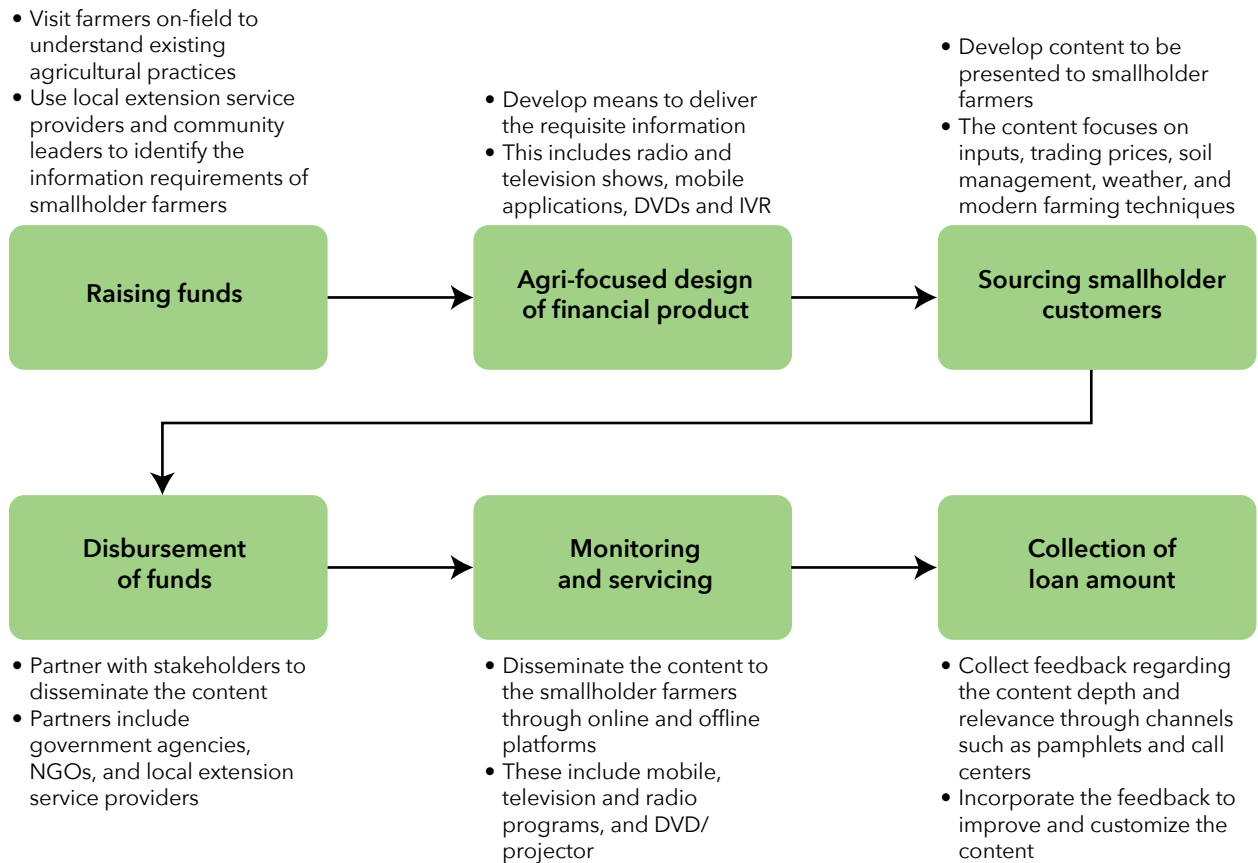 • Visit farmers on-field to
understand existing
agricultural practices
• Use local extension service
providers and community
leaders to identify the
information requirements of
smallholder farmers
• Develop means to deliver
the requisite information
• This includes radio and
television shows, mobile
applications, DVDs and IVR
• Develop content to be
presented to smallholder
farmers
• The content focuses on
inputs, trading prices, soil
management, weather, and
modern farming techniques
Raising funds
Agri-focused design
of financial product
Sourcing smallholder
customers
Disbursement
of funds
Monitoring
and servicing
Collection of
loan amount
• Partner with stakeholders to
disseminate the content
• Partners include
government agencies,
NGOs, and local extension
service providers
• Disseminate the content to
the smallholder farmers
through online and offline
platforms
• These include mobile,
television and radio
programs, and DVD/
projector
• Collect feedback regarding
the content depth and
relevance through channels
such as pamphlets and call
centers
• Incorporate the feedback to
improve and customize the
content